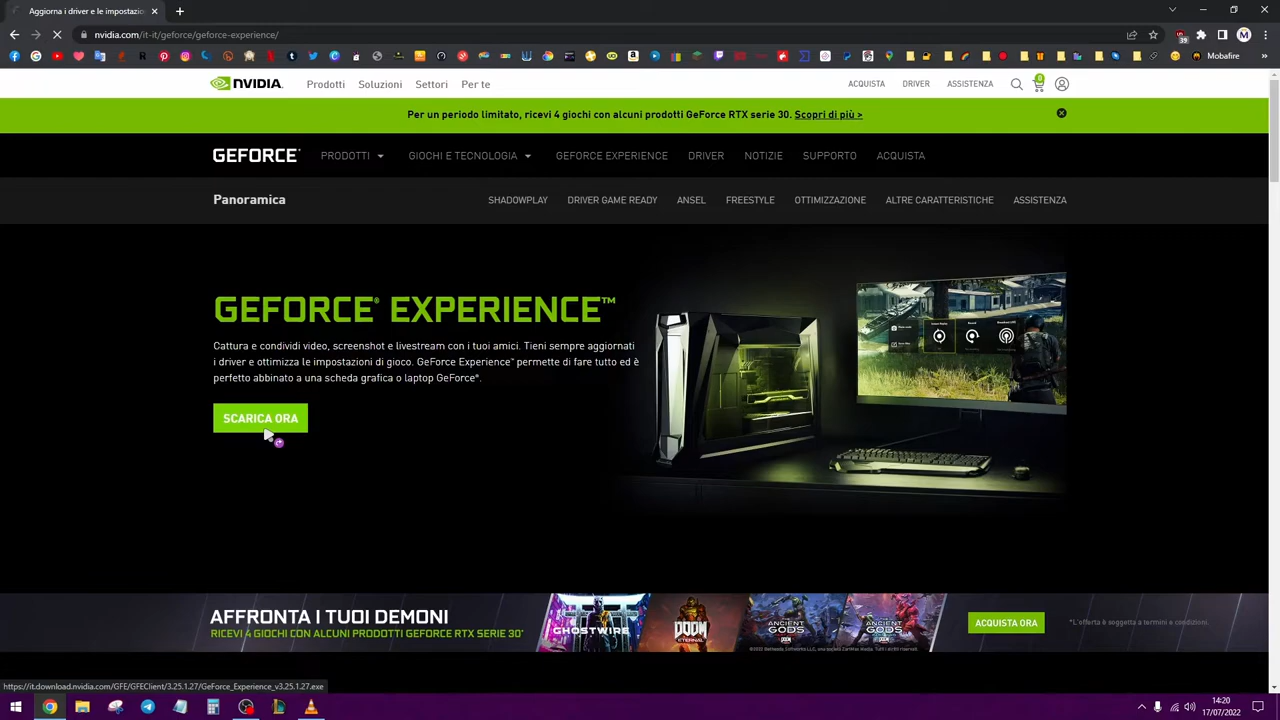 Aggiorna i driver e le impostazio
nvidia.com/it-it/geforce/geforce-experience/
Mobafire
NVIDIA.
Prodotti
Soluzioni
Settori
Per te
ACQUISTA
DRIVER
ASSISTENZA
0
Per un periodo limitato, ricevi 4 giochi con alcuni prodotti GeForce RTX serie 30. Scopri di più >
GEFORCE®
PRODOTTI
GIOCHI E TECNOLOGIA
GEFORCE EXPERIENCE
DRIVER
NOTIZIE
SUPPORTO
ACQUISTA
Panoramica
SHADOWPLAY
DRIVER GAME READY
ANSEL
FREESTYLE
OTTIMIZZAZIONE
ALTRE CARATTERISTICHE
ASSISTENZA
GEFORCE® EXPERIENCE™
Cattura e condividi video, screenshot e livestream con i tuoi amici. Tieni sempre aggiornati
i driver e ottimizza le impostazioni di gioco. GeForce Experience™ permette di fare tutto ed è
perfetto abbinato a una scheda grafica o laptop GeForce®.
SCARICA ORA
AFFRONTA I TUOI DEMONI
RICEVI 4 GIOCHI CON ALCUNI PRODOTTI GEFORCE RTX SERIE 30*
GHOSTWIRE
DOOM
ETERNAL
ANCIENT
GODS
DOOM
ANCIENT
GODS
DOOM
ACQUISTA ORA
*L'offerta è soggetta a termini e condizioni.
https://it.download.nvidia.com/GFE/GFEClient/3.25.1.27/GeForce_Experience_v3.25.1.27.exe
14:20
17/07/2022